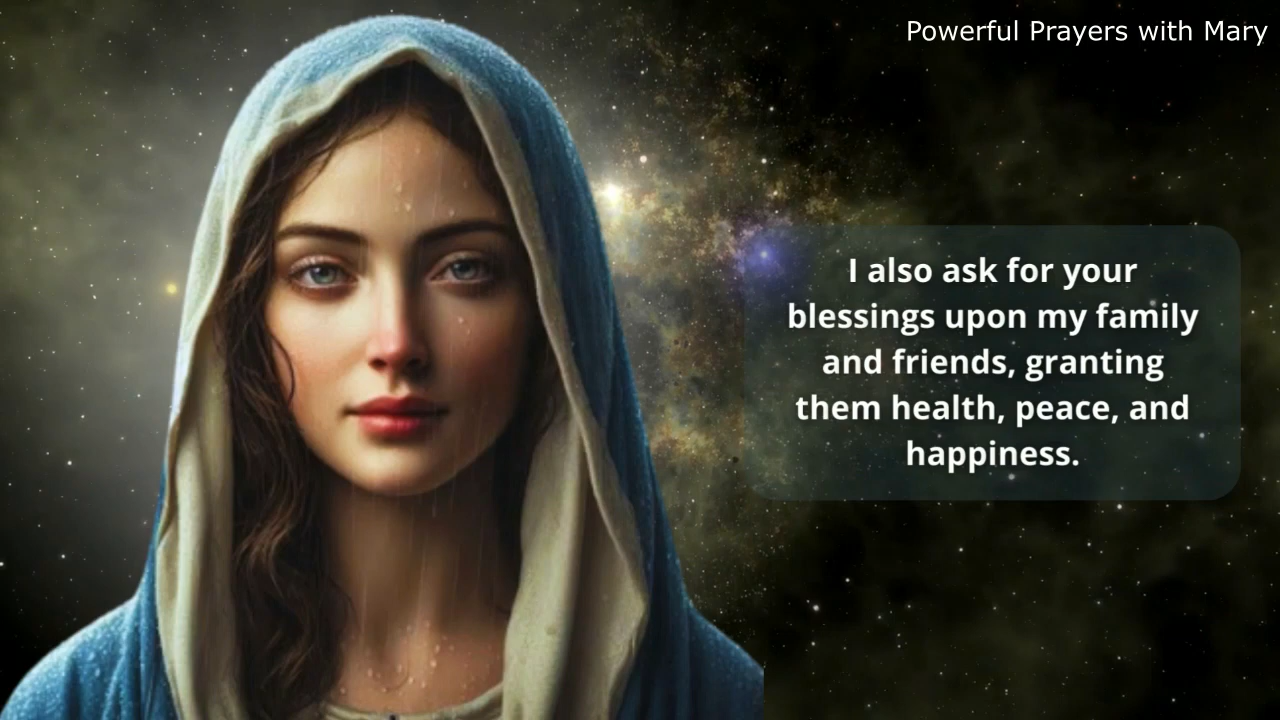 Powerful Prayers with Mary
I also ask for your
blessings upon my family
and friends, granting
them health, peace, and
happiness.